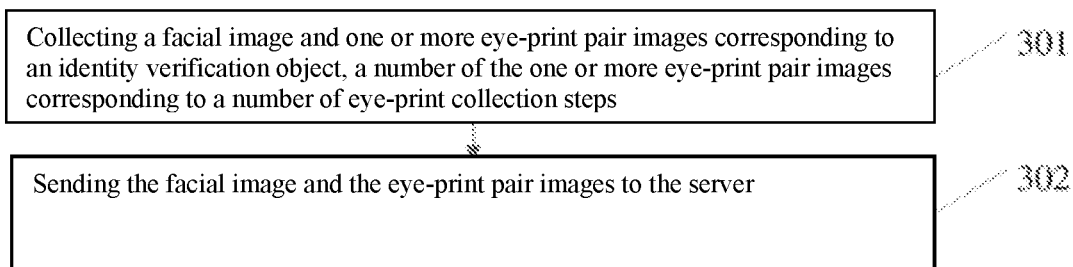 Collecting a facial image and one or more eye-print pair images corresponding to
301
an identity verification object, a number of the one or more eye-print pair images
corresponding to a number of eye-print collection steps
Sending the facial image and the eye-print pair images to the server
302